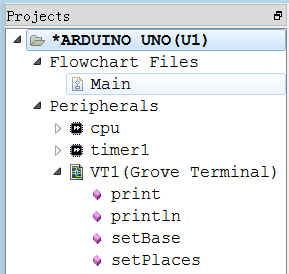 Projects
*ARDUINO UNO(U1)
Flowchart Files
Main
Peripherals
cpu
timer1
VT1(Grove Terminal)
print
println
setBase
setPlaces